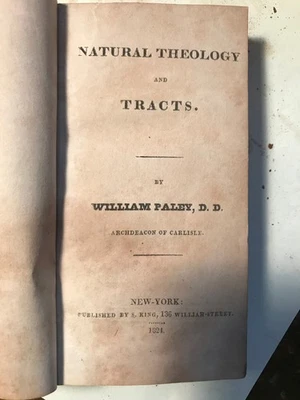 NATURAL THEOLOGY
AND
TRACTS.
BY
WILLIAM PALEY, D. D.
ARCHDEACON OF CARLISLE.
NEW-YORK:
PUBLISHED BY S. KING, 136 WILLIAM-STREET.
1824.